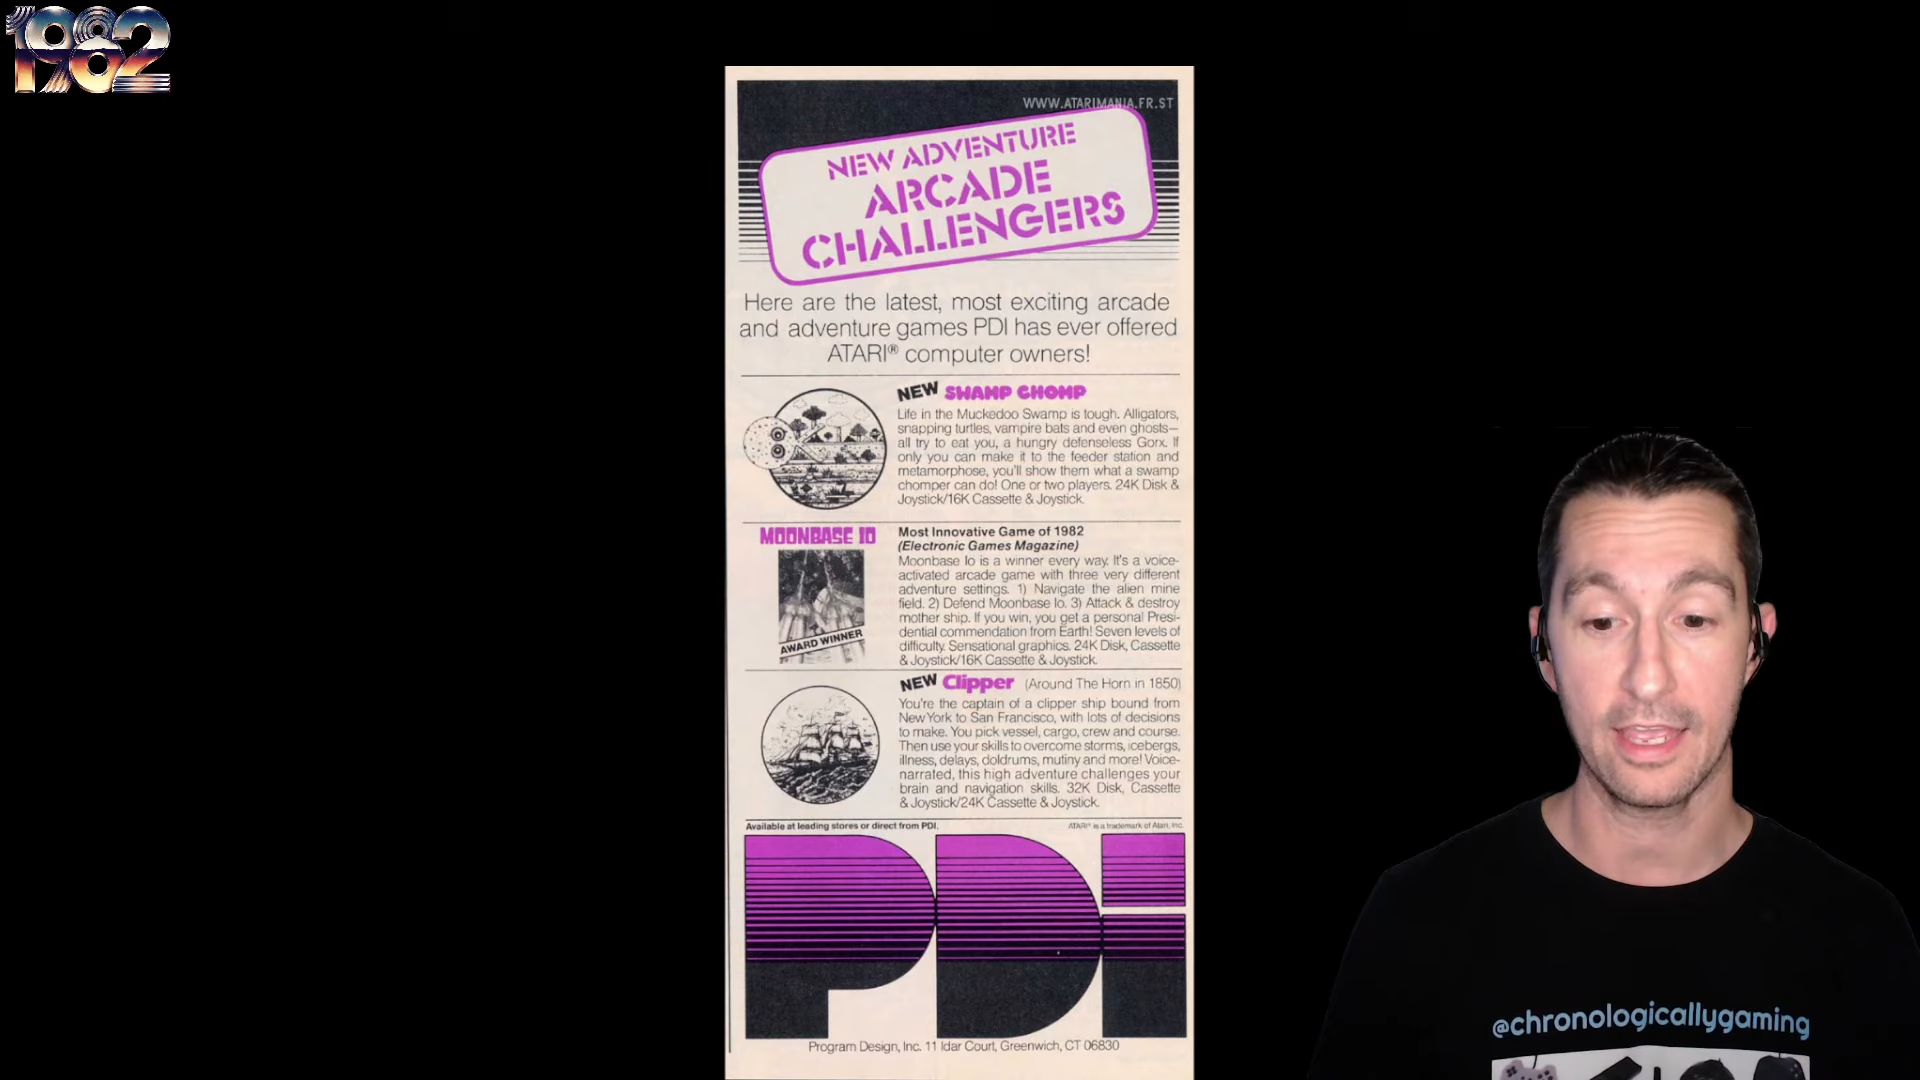 1982
WWW.ATARIMANIA.FR.ST
NEW ADVENTURE
ARCADE
CHALLENGERS
Here are the latest, most exciting arcade
and adventure games PDI has ever offered
ATARI® computer owners!
NEW SWAMP CHOMP
Life in the Muckedoo Swamp is tough. Alligators,
snapping turtles, vampire bats and even ghosts—
all try to eat you, a hungry defenseless Gorx. If
only you can make it to the feeder station and
metamorphose, you'll show them what a swamp
chomper can do! One or two players. 24K Disk &
Joystick/16K Cassette & Joystick.
MOONBASE IO
AWARD WINNER
Most Innovative Game of 1982
(Electronic Games Magazine)
Moonbase Io is a winner every way. It's a voice-
activated arcade game with three very different
adventure settings. 1) Navigate the alien mine
field. 2) Defend Moonbase Io. 3) Attack & destroy
mother ship. If you win, you get a personal Presi-
dential commendation from Earth! Seven levels of
difficulty. Sensational graphics. 24K Disk, Cassette
& Joystick/16K Cassette & Joystick.
NEW Clipper (Around The Horn in 1850)
You're the captain of a clipper ship bound from
New York to San Francisco, with lots of decisions
to make. You pick vessel, cargo, crew and course.
Then use your skills to overcome storms, icebergs,
illness, delays, doldrums, mutiny and more! Voice-
narrated, this high adventure challenges your
brain and navigation skills. 32K Disk, Cassette
& Joystick/24K Cassette & Joystick.
Available at leading stores or direct from PDI.
ATARI® is a trademark of Atari, Inc.
PDI
Program Design, Inc. 11 Idar Court, Greenwich, CT 06830
@chronologicallygaming